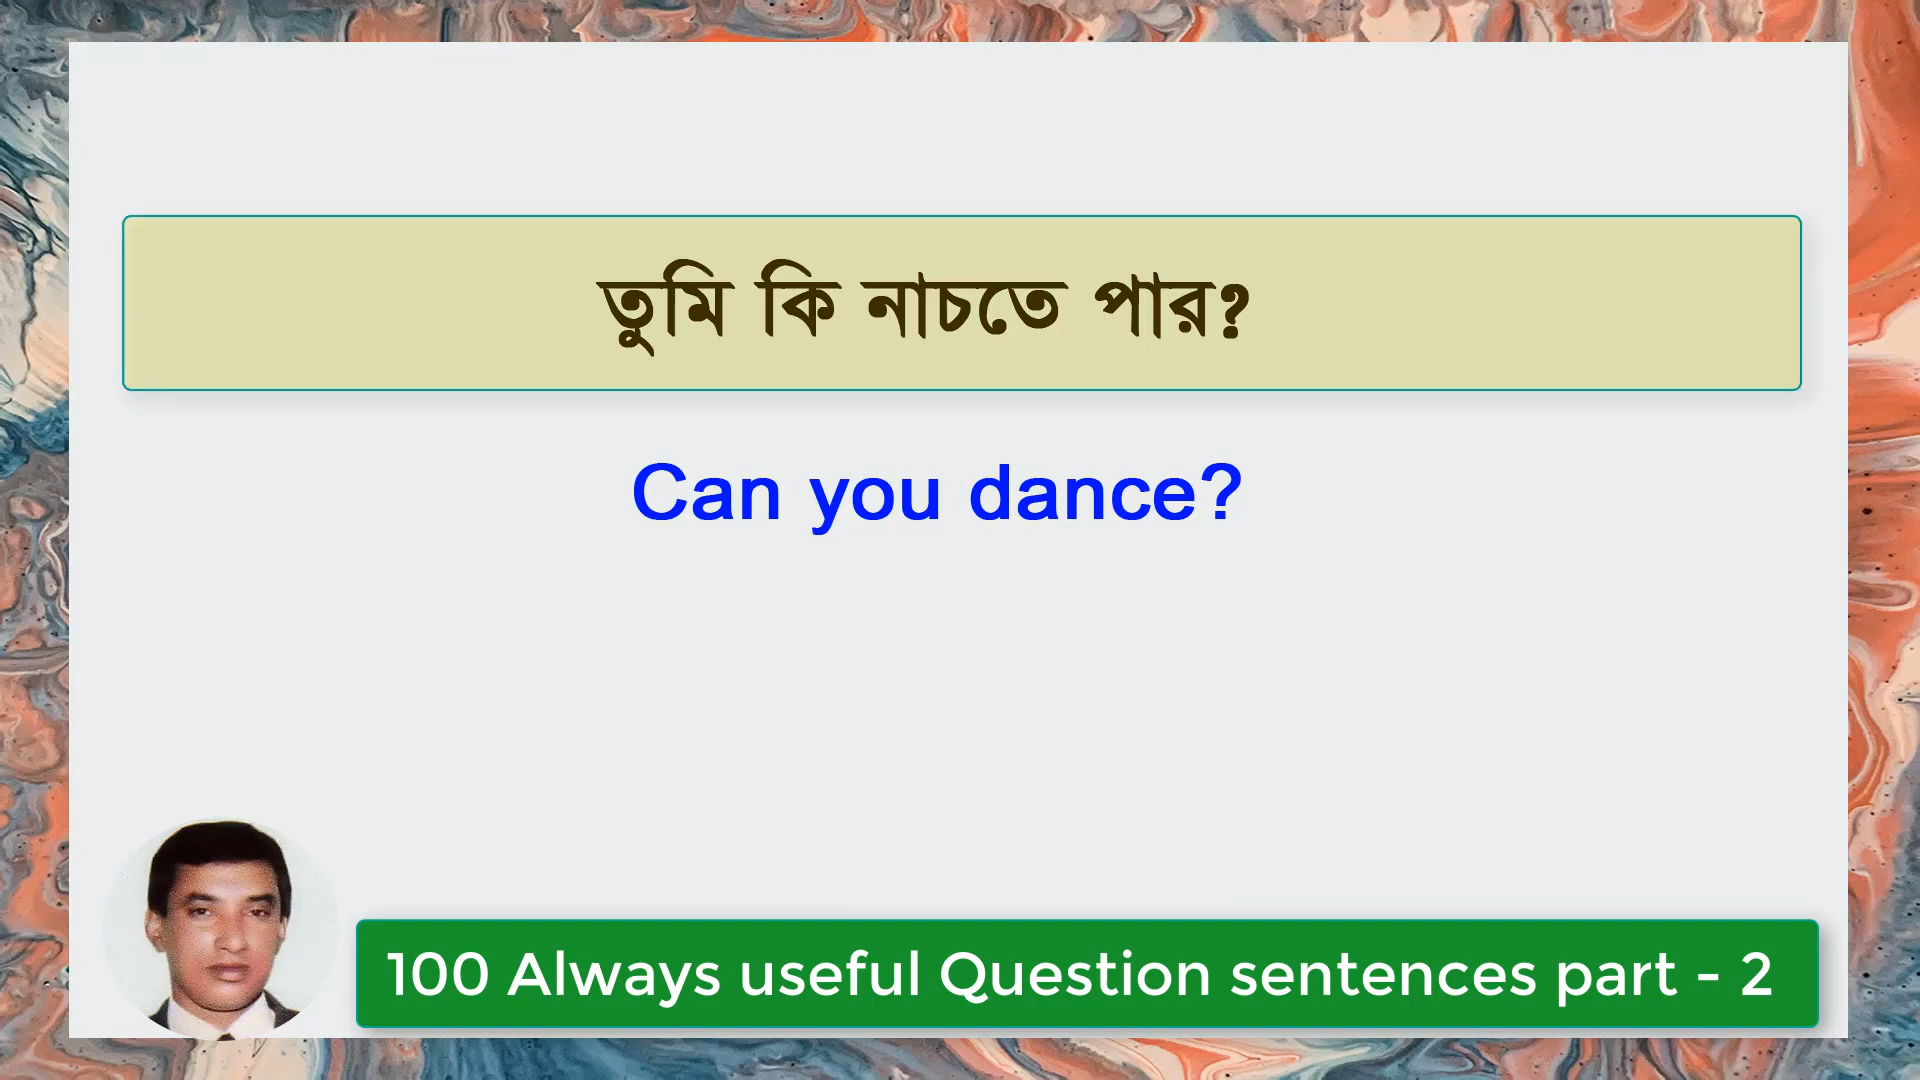 তুমি কি নাচতে পার?
Can you dance?
100 Always useful Question sentences part - 2